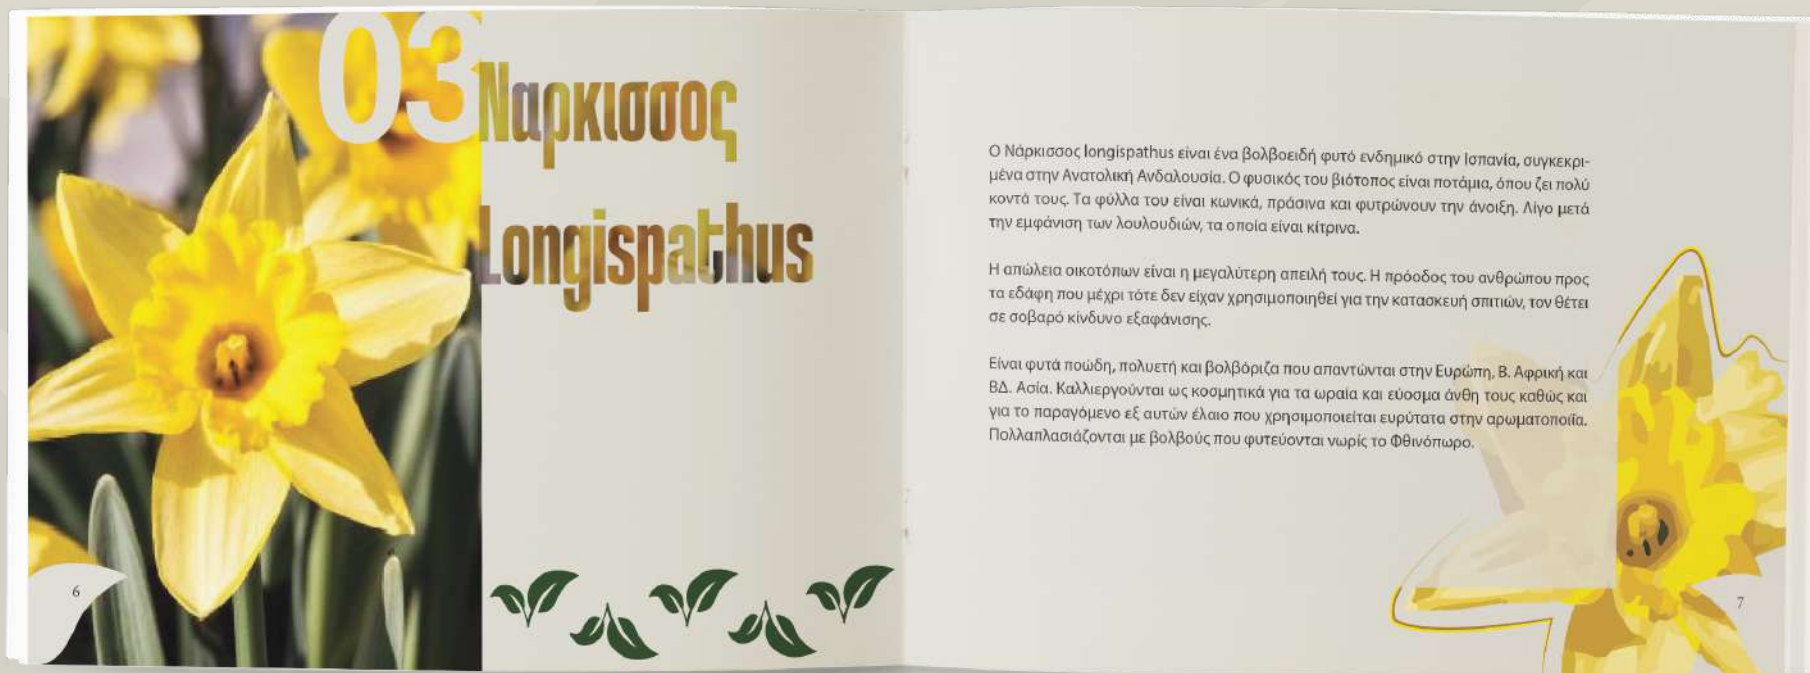 03
Ναρκισσος
Longispathus
Ο Νάρκισσος longispathus είναι ένα βολβοειδή φυτό ενδημικό στην Ισπανία, συγκεκρι-
μένα στην Ανατολική Ανδαλουσία. Ο φυσικός του βιότοπος είναι ποτάμια, όπου ζει πολύ
κοντά τους. Τα φύλλα του είναι κωνικά, πράσινα και φυτρώνουν την άνοιξη. Λίγο μετά
την εμφάνιση των λουλουδιών, τα οποία είναι κίτρινα.
Η απώλεια οικοτόπων είναι η μεγαλύτερη απειλή τους. Η πρόοδος του ανθρώπου προς
τα εδάφη που μέχρι τότε δεν είχαν χρησιμοποιηθεί για την κατασκευή σπιτιών, τον θέτει
σε σοβαρό κίνδυνο εξαφάνισης.
Είναι φυτά ποώδη, πολυετή και βολβόριζα που απαντώνται στην Ευρώπη, Β. Αφρική και
ΒΔ. Ασία. Καλλιεργούνται ως κοσμητικά για τα ωραία και εύοσμα άνθη τους καθώς και
για το παραγόμενο εξ αυτών έλαιο που χρησιμοποιείται ευρύτατα στην αρωματοποιΐα.
Πολλαπλασιάζονται με βολβούς που φυτεύονται νωρίς το Φθινόπωρο.
6
7